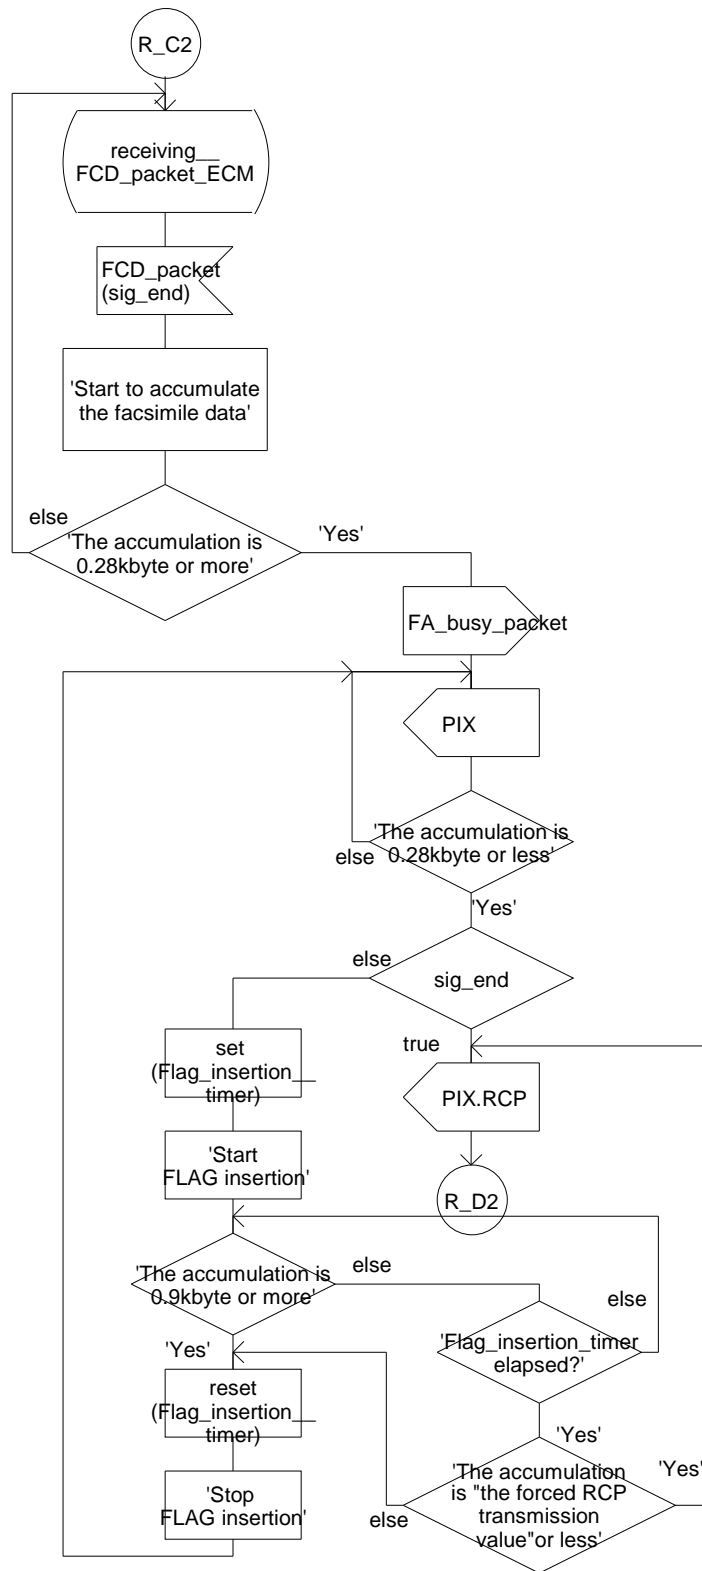 R_C2
receiving__
FCD_packet_ECM
FCD_packet
(sig_end)
'Start to accumulate
the facsimile data'
else
'The accumulation is
0.28kbyte or more'
'Yes'
FA_busy_packet
PIX
'The accumulation is
0.28kbyte or less'
else
'Yes'
else
sig_end
set
(Flag_insertion__
timer)
true
PIX.RCP
'Start
FLAG insertion'
R_D2
'The accumulation is
0.9kbyte or more'
else
else
'Flag_insertion_timer
elapsed?'
'Yes'
reset
(Flag_insertion__
timer)
'Yes'
'The accumulation
is "the forced RCP
transmission
value"or less'
'Yes'
else
'Stop
FLAG insertion'